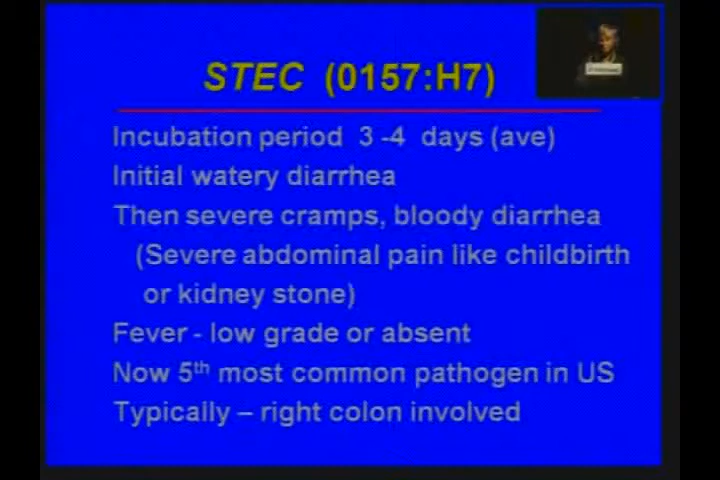 STEC (0157:H7)
Incubation period 3 -4 days (ave)
Initial watery diarrhea
Then severe cramps, bloody diarrhea
(Severe abdominal pain like childbirth
or kidney stone)
Fever - low grade or absent
Now 5th most common pathogen in US
Typically – right colon involved